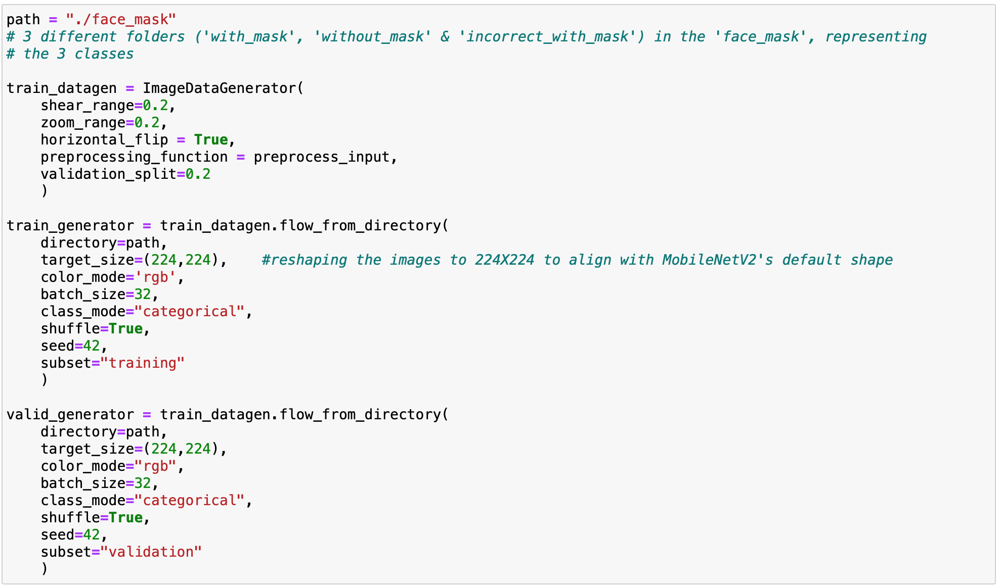 path = "./face_mask"
# 3 different folders ('with_mask', 'without_mask' & 'incorrect_with_mask') in the 'face_mask', representing
# the 3 classes

train_datagen = ImageDataGenerator(
    shear_range=0.2,
    zoom_range=0.2,
    horizontal_flip = True,
    preprocessing_function = preprocess_input,
    validation_split=0.2
    )

train_generator = train_datagen.flow_from_directory(
    directory=path,
    target_size=(224,224),    #reshaping the images to 224X224 to align with MobileNetV2's default shape
    color_mode='rgb',
    batch_size=32,
    class_mode="categorical",
    shuffle=True,
    seed=42,
    subset="training"
    )

valid_generator = train_datagen.flow_from_directory(
    directory=path,
    target_size=(224,224),
    color_mode="rgb",
    batch_size=32,
    class_mode="categorical",
    shuffle=True,
    seed=42,
    subset="validation"
    )